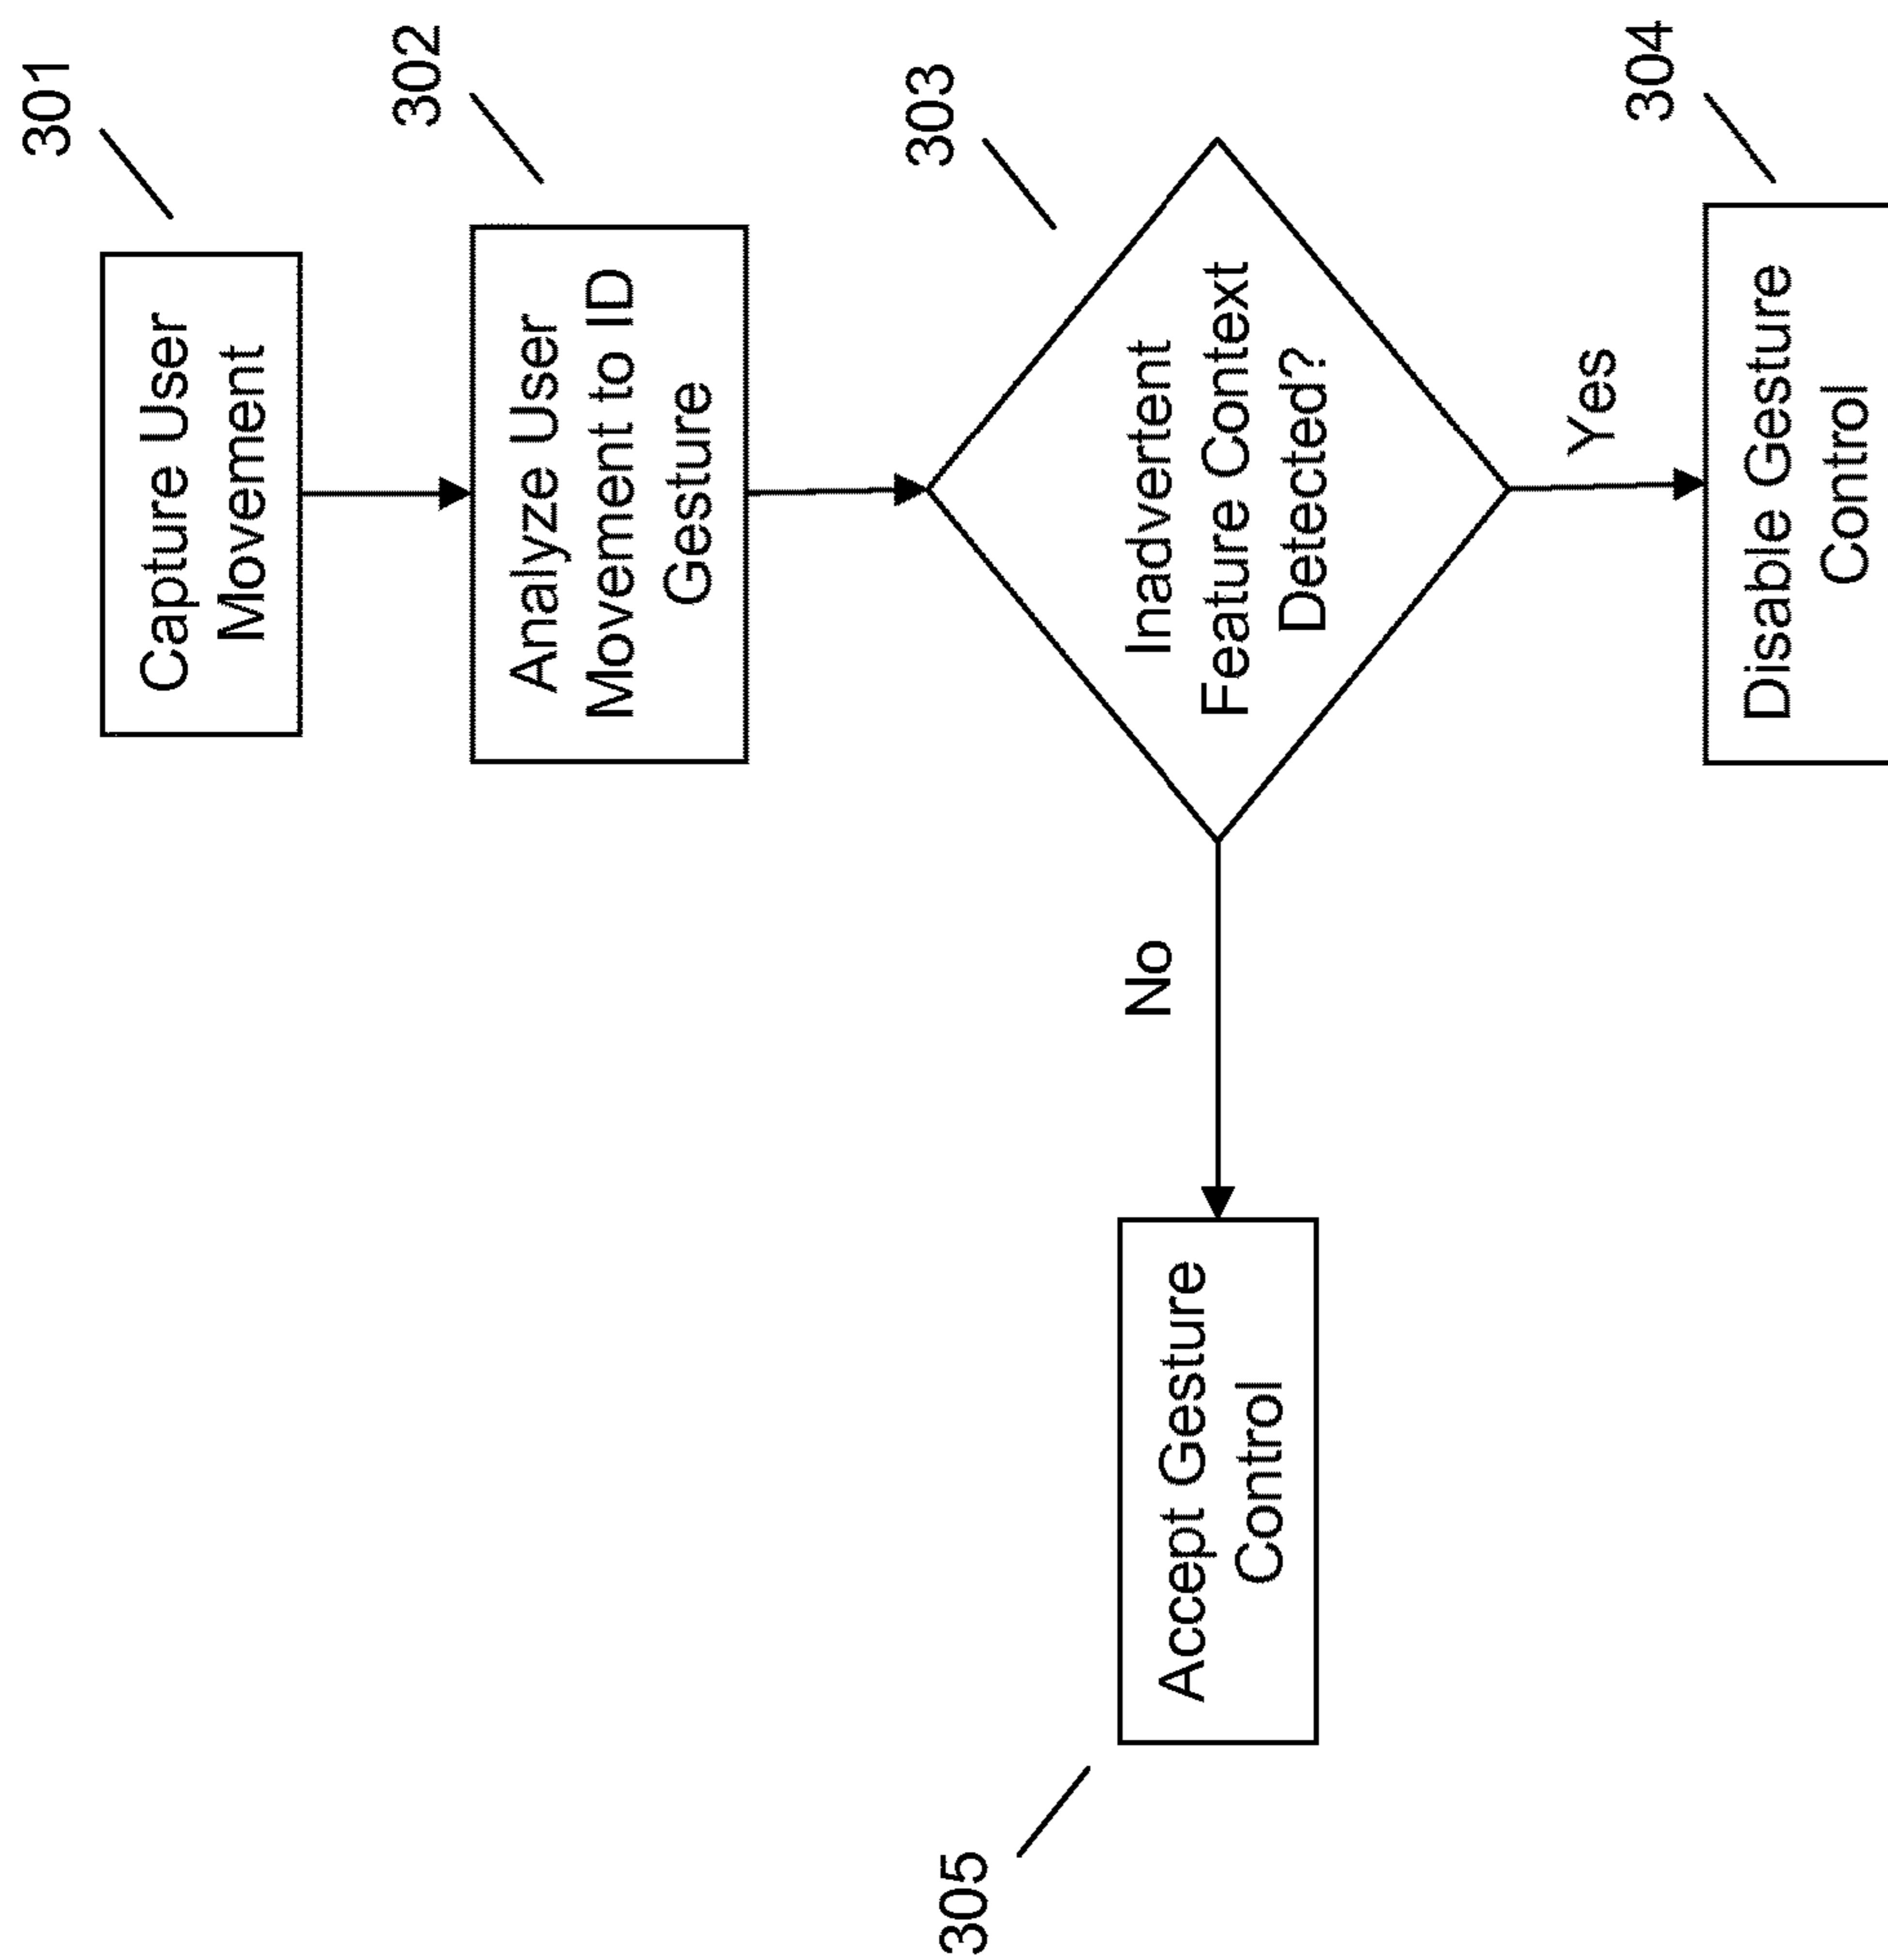 301
Capture User
Movement
302
Analyze User
Movement to ID
Gesture
303
Inadvertent
Feature Context
Detected?
No
Yes
304
Disable Gesture
Control
305
Accept Gesture
Control